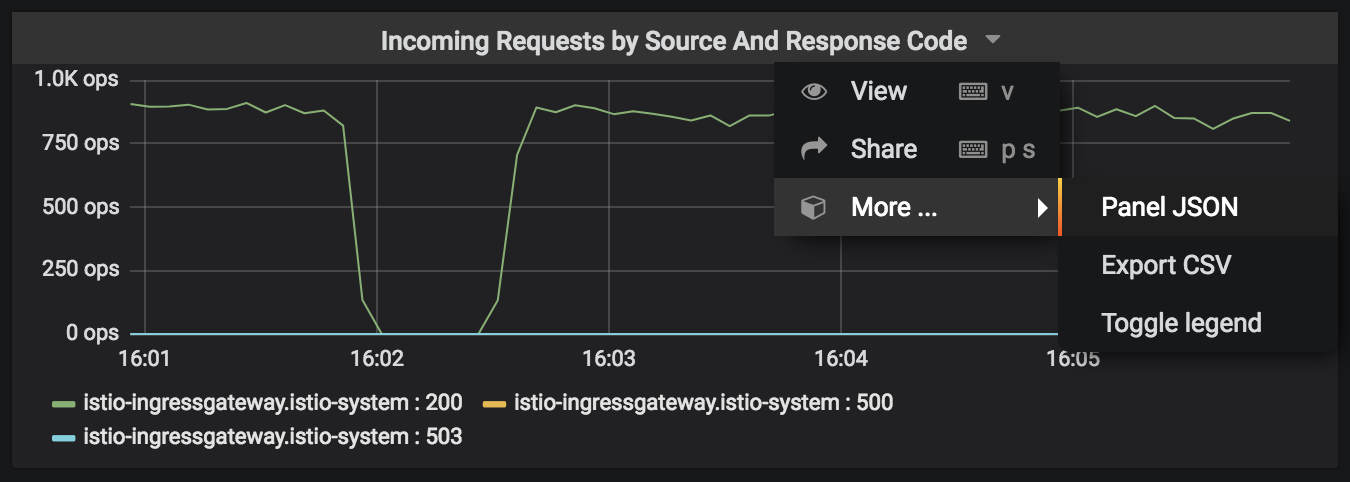 Incoming Requests by Source And Response Code
1.0K ops
750 ops
500 ops
250 ops
0 ops
16:01 16:02 16:03 16:04 16:05
View v
Share p s
More ...
Panel JSON
Export CSV
Toggle legend
istio-ingressgateway.istio-system : 200 istio-ingressgateway.istio-system : 500
istio-ingressgateway.istio-system : 503